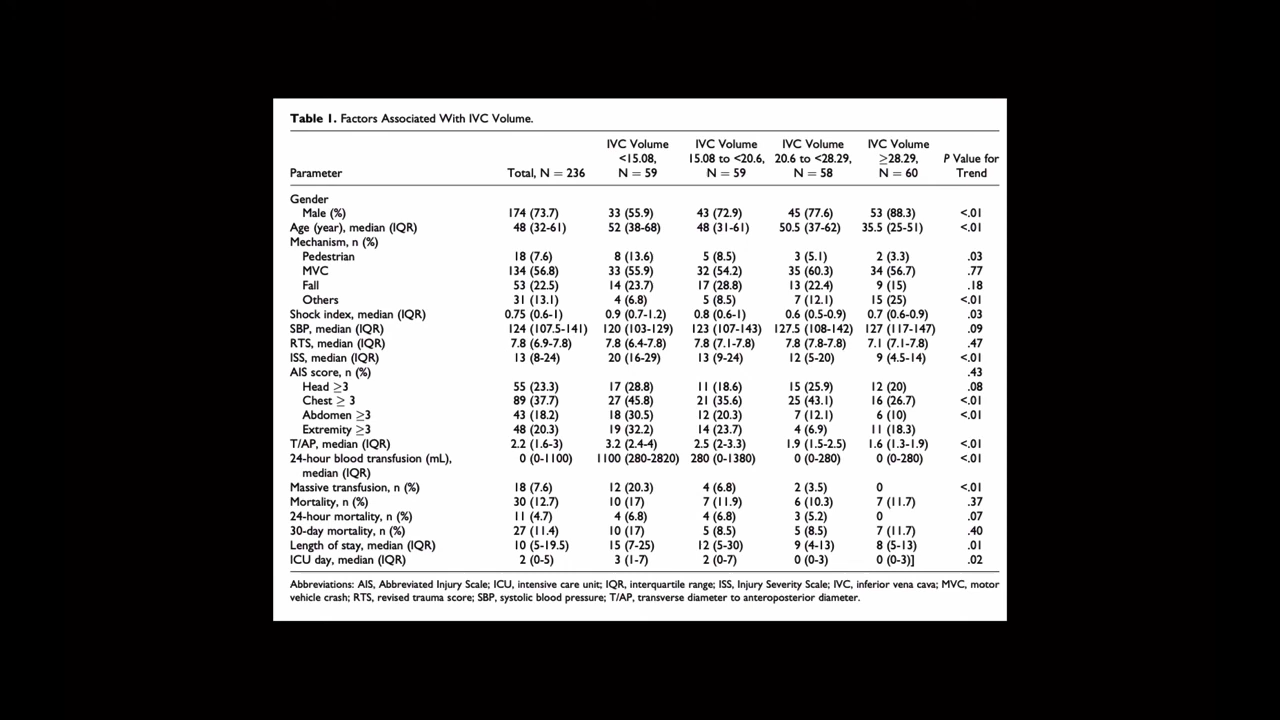 Table 1. Factors Associated With IVC Volume.
IVC Volume IVC Volume IVC Volume IVC Volume
<15.08, 15.08 to <20.6, 20.6 to <28.29, ≥28.29, P Value for
Parameter Total, N = 236 N = 59 N = 59 N = 58 N = 60 Trend
Gender
Male (%) 174 (73.7) 33 (55.9) 43 (72.9) 45 (77.6) 53 (88.3) <.01
Age (year), median (IQR) 48 (32-61) 52 (38-68) 48 (31-61) 50.5 (37-62) 35.5 (25-51) <.01
Mechanism, n (%)
Pedestrian 18 (7.6) 8 (13.6) 5 (8.5) 3 (5.1) 2 (3.3) .03
MVC 134 (56.8) 33 (55.9) 32 (54.2) 35 (60.3) 34 (56.7) .77
Fall 53 (22.5) 14 (23.7) 17 (28.8) 13 (22.4) 9 (15) .18
Others 31 (13.1) 4 (6.8) 5 (8.5) 7 (12.1) 15 (25) <.01
Shock index, median (IQR) 0.75 (0.6-1) 0.9 (0.7-1.2) 0.8 (0.6-1) 0.6 (0.5-0.9) 0.7 (0.6-0.9) .03
SBP, median (IQR) 124 (107.5-141) 120 (103-129) 123 (107-143) 127.5 (108-142) 127 (117-147) .09
RTS, median (IQR) 7.8 (6.9-7.8) 7.8 (6.4-7.8) 7.8 (7.1-7.8) 7.8 (7.8-7.8) 7.1 (7.1-7.8) .47
ISS, median (IQR) 13 (8-24) 20 (16-29) 13 (9-24) 12 (5-20) 9 (4.5-14) <.01
AIS score, n (%) .43
Head ≥3 55 (23.3) 17 (28.8) 11 (18.6) 15 (25.9) 12 (20) .08
Chest ≥ 3 89 (37.7) 27 (45.8) 21 (35.6) 25 (43.1) 16 (26.7) <.01
Abdomen ≥3 43 (18.2) 18 (30.5) 12 (20.3) 7 (12.1) 6 (10) <.01
Extremity ≥3 48 (20.3) 19 (32.2) 14 (23.7) 4 (6.9) 11 (18.3)
T/AP, median (IQR) 2.2 (1.6-3) 3.2 (2.4-4) 2.5 (2-3.3) 1.9 (1.5-2.5) 1.6 (1.3-1.9) <.01
24-hour blood transfusion (mL), 0 (0-1100) 1100 (280-2820) 280 (0-1380) 0 (0-280) 0 (0-280) <.01
median (IQR)
Massive transfusion, n (%) 18 (7.6) 12 (20.3) 4 (6.8) 2 (3.5) 0 <.01
Mortality, n (%) 30 (12.7) 10 (17) 7 (11.9) 6 (10.3) 7 (11.7) .37
24-hour mortality, n (%) 11 (4.7) 4 (6.8) 4 (6.8) 3 (5.2) 0 .07
30-day mortality, n (%) 27 (11.4) 10 (17) 5 (8.5) 5 (8.5) 7 (11.7) .40
Length of stay, median (IQR) 10 (5-19.5) 15 (7-25) 12 (5-30) 9 (4-13) 8 (5-13) .01
ICU day, median (IQR) 2 (0-5) 3 (1-7) 2 (0-7) 0 (0-3) 0 (0-3)] .02
Abbreviations: AIS, Abbreviated Injury Scale; ICU, intensive care unit; IQR, interquartile range; ISS, Injury Severity Scale; IVC, inferior vena cava; MVC, motor
vehicle crash; RTS, revised trauma score; SBP, systolic blood pressure; T/AP, transverse diameter to anteroposterior diameter.